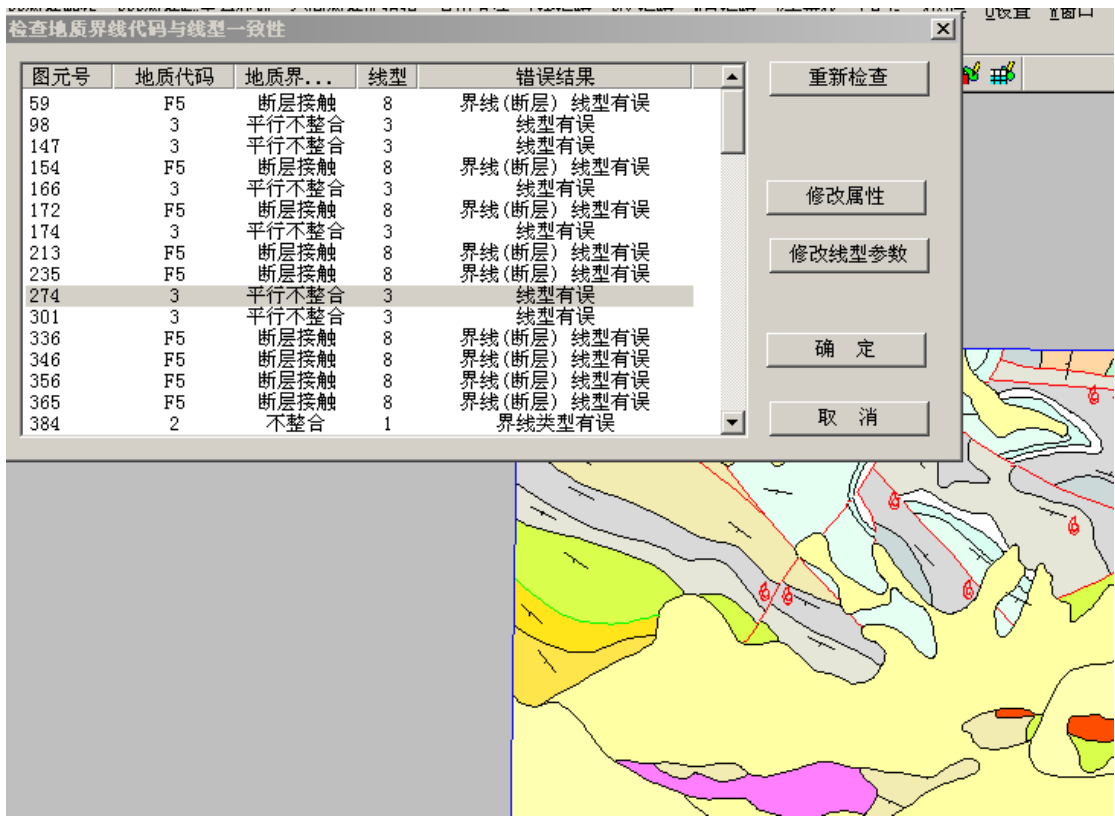 U设置 W窗口
检查地质界线代码与线型一致性
图元号 地质代码 地质界... 线型 错误结果
59 F5 断层接触 8 界线(断层) 线型有误
98 3 平行不整合 3 线型有误
147 3 平行不整合 3 线型有误
154 F5 断层接触 8 界线(断层) 线型有误
166 3 平行不整合 3 线型有误
172 F5 断层接触 8 界线(断层) 线型有误
174 3 平行不整合 3 线型有误
213 F5 断层接触 8 界线(断层) 线型有误
235 F5 断层接触 8 界线(断层) 线型有误
274 3 平行不整合 3 线型有误
301 3 平行不整合 3 线型有误
336 F5 断层接触 8 界线(断层) 线型有误
346 F5 断层接触 8 界线(断层) 线型有误
356 F5 断层接触 8 界线(断层) 线型有误
365 F5 断层接触 8 界线(断层) 线型有误
384 2 不整合 1 界线类型有误
重新检查
修改属性
修改线型参数
确 定
取 消